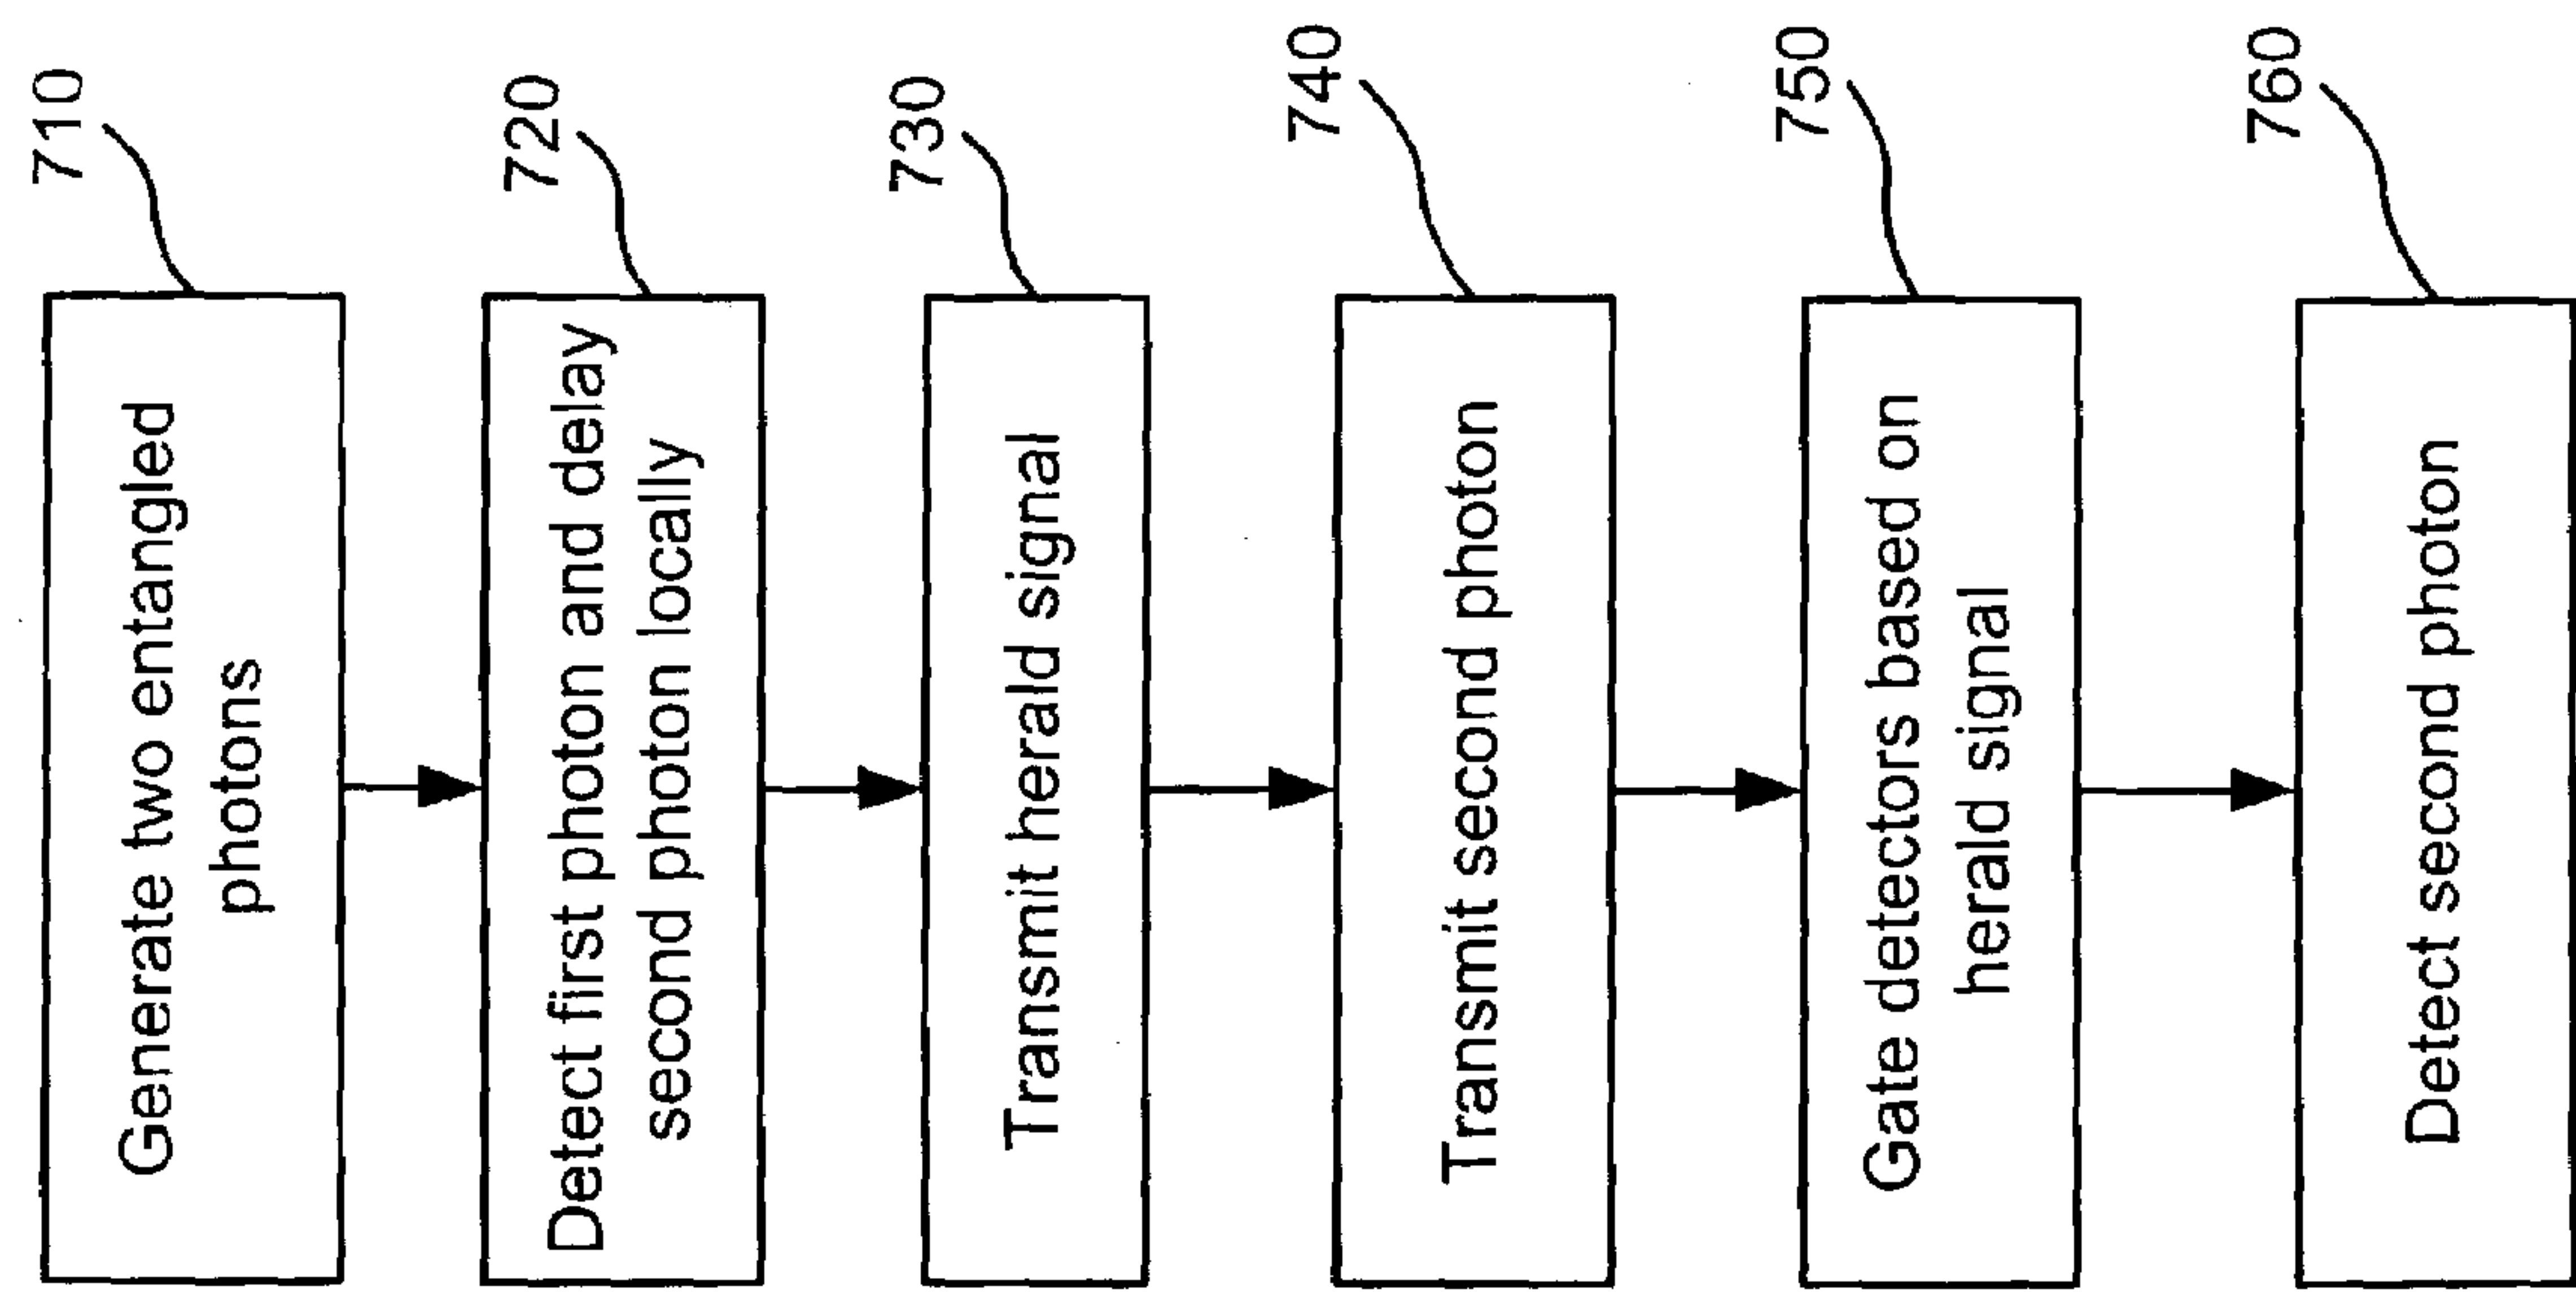 710
Generate two entangled
photons
720
Detect first photon and delay
second photon locally
730
Transmit herald signal
740
Transmit second photon
750
Gate detectors based on
herald signal
760
Detect second photon